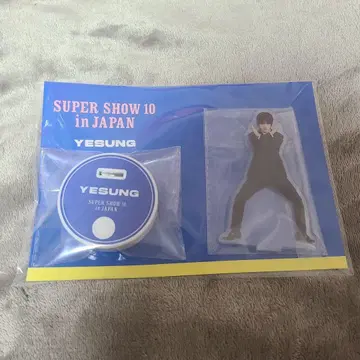 SUPER SHOW 10
in JAPAN
YESUNG
YESUNG
SUPER SHOW 10
in JAPAN